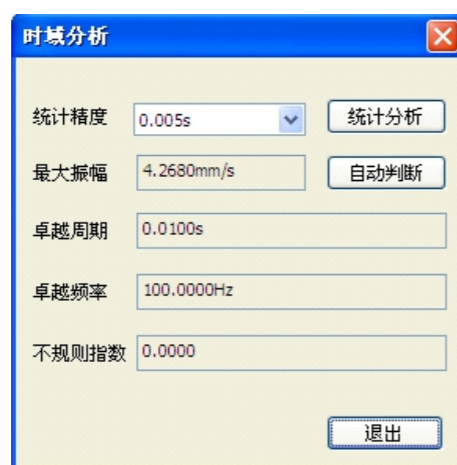 时域分析
统计精度 0.005s 统计分析
最大振幅 4.2680mm/s 自动判断
卓越周期 0.0100s
卓越频率 100.0000Hz
不规则指数 0.0000
退出